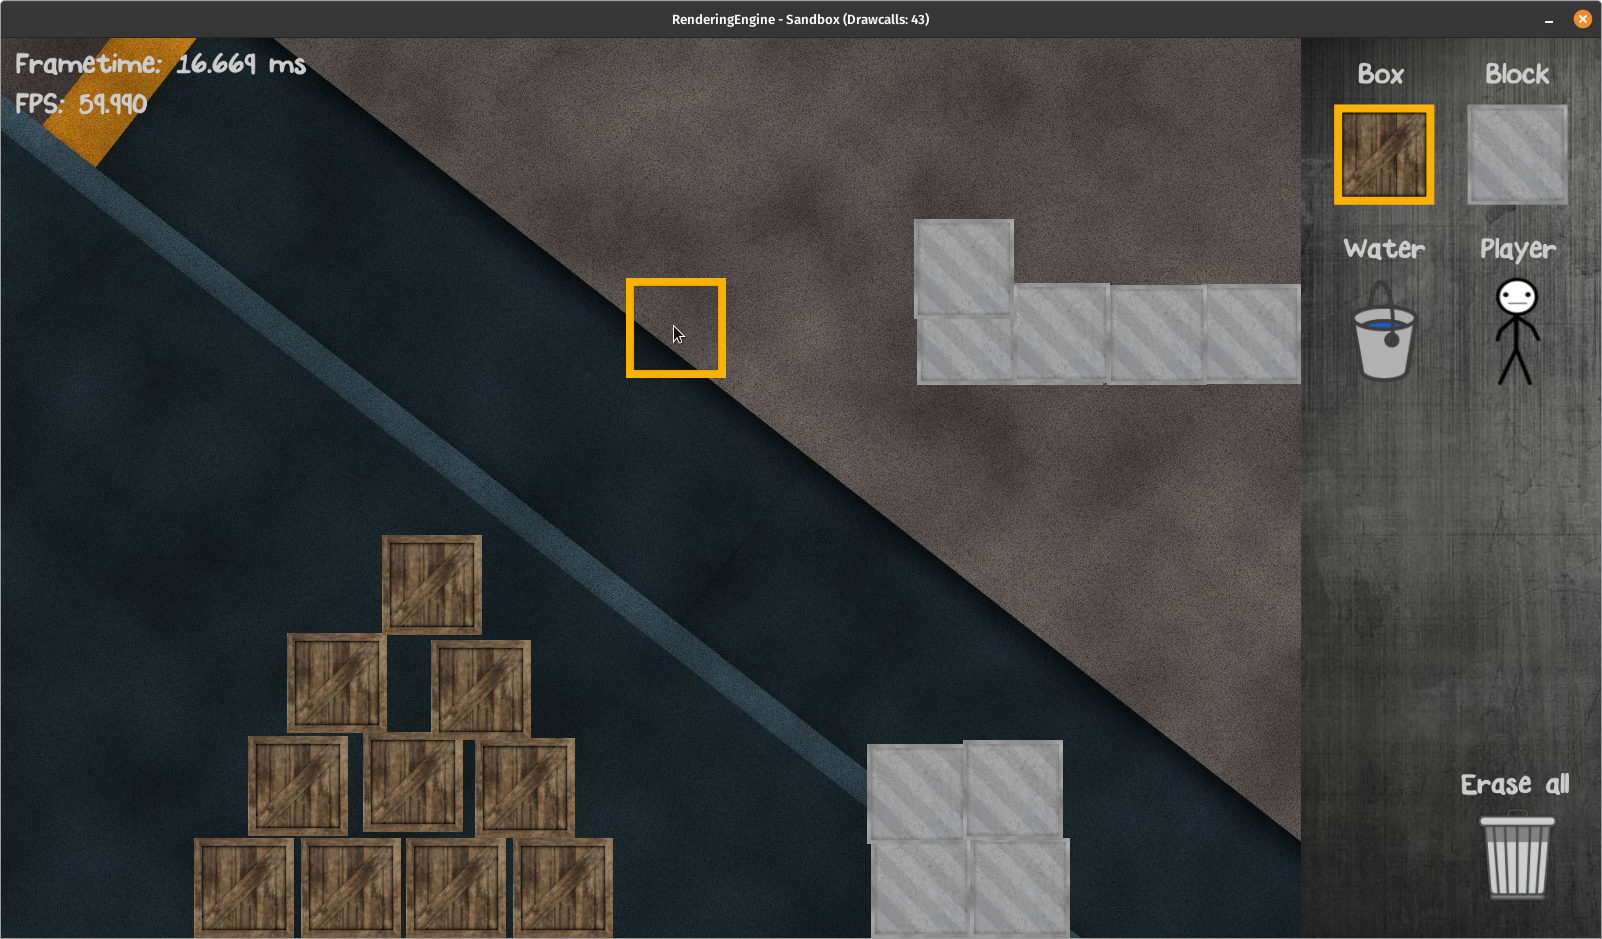 RenderingEngine - Sandbox (Drawcalls: 43)
Frametime: 16.669 ms
FPS: 59.990
Box
Block
Water
Player
Erase all